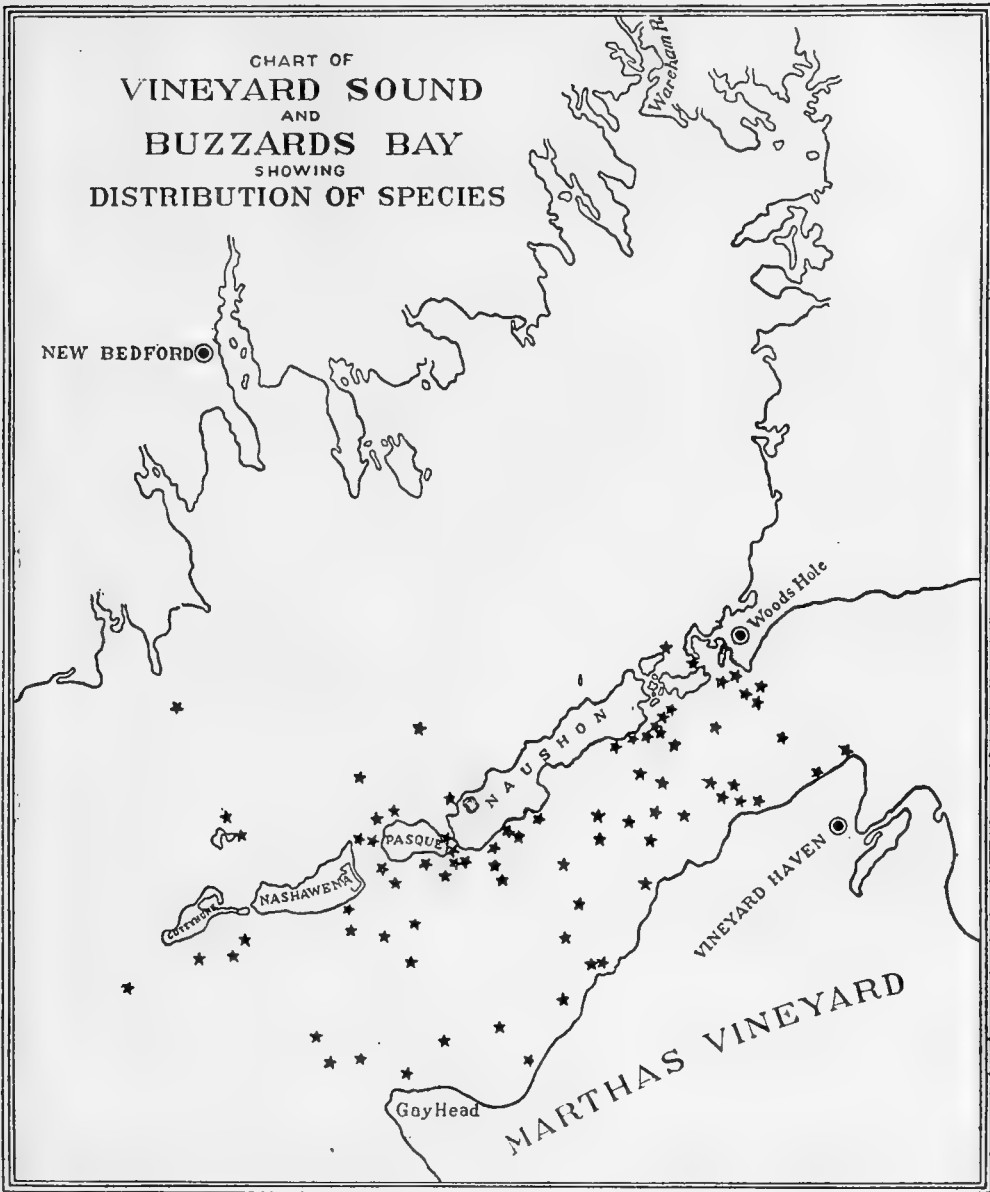 CHART OF
VINEYARD SOUND
AND
BUZZARDS BAY
SHOWING
DISTRIBUTION OF SPECIES
Wareham
NEW BEDFORD
Woods Hole
NAUSHON
PASQUE
NASHAWENA
CUTTYHUNK
VINEYARD HAVEN
MARTHAS VINEYARD
Gay Head